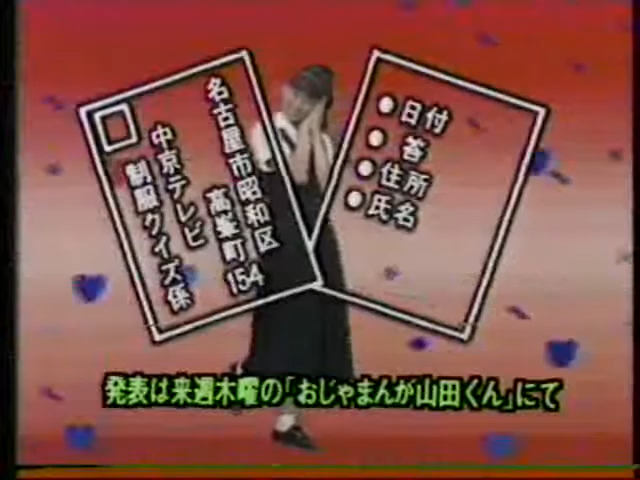 名古屋市昭和区
高峯町154
中京テレビ
制服クイズ係
●日付
●答
●住所
●氏名
発表は来週木曜の「おじゃまんが山田くん」にて